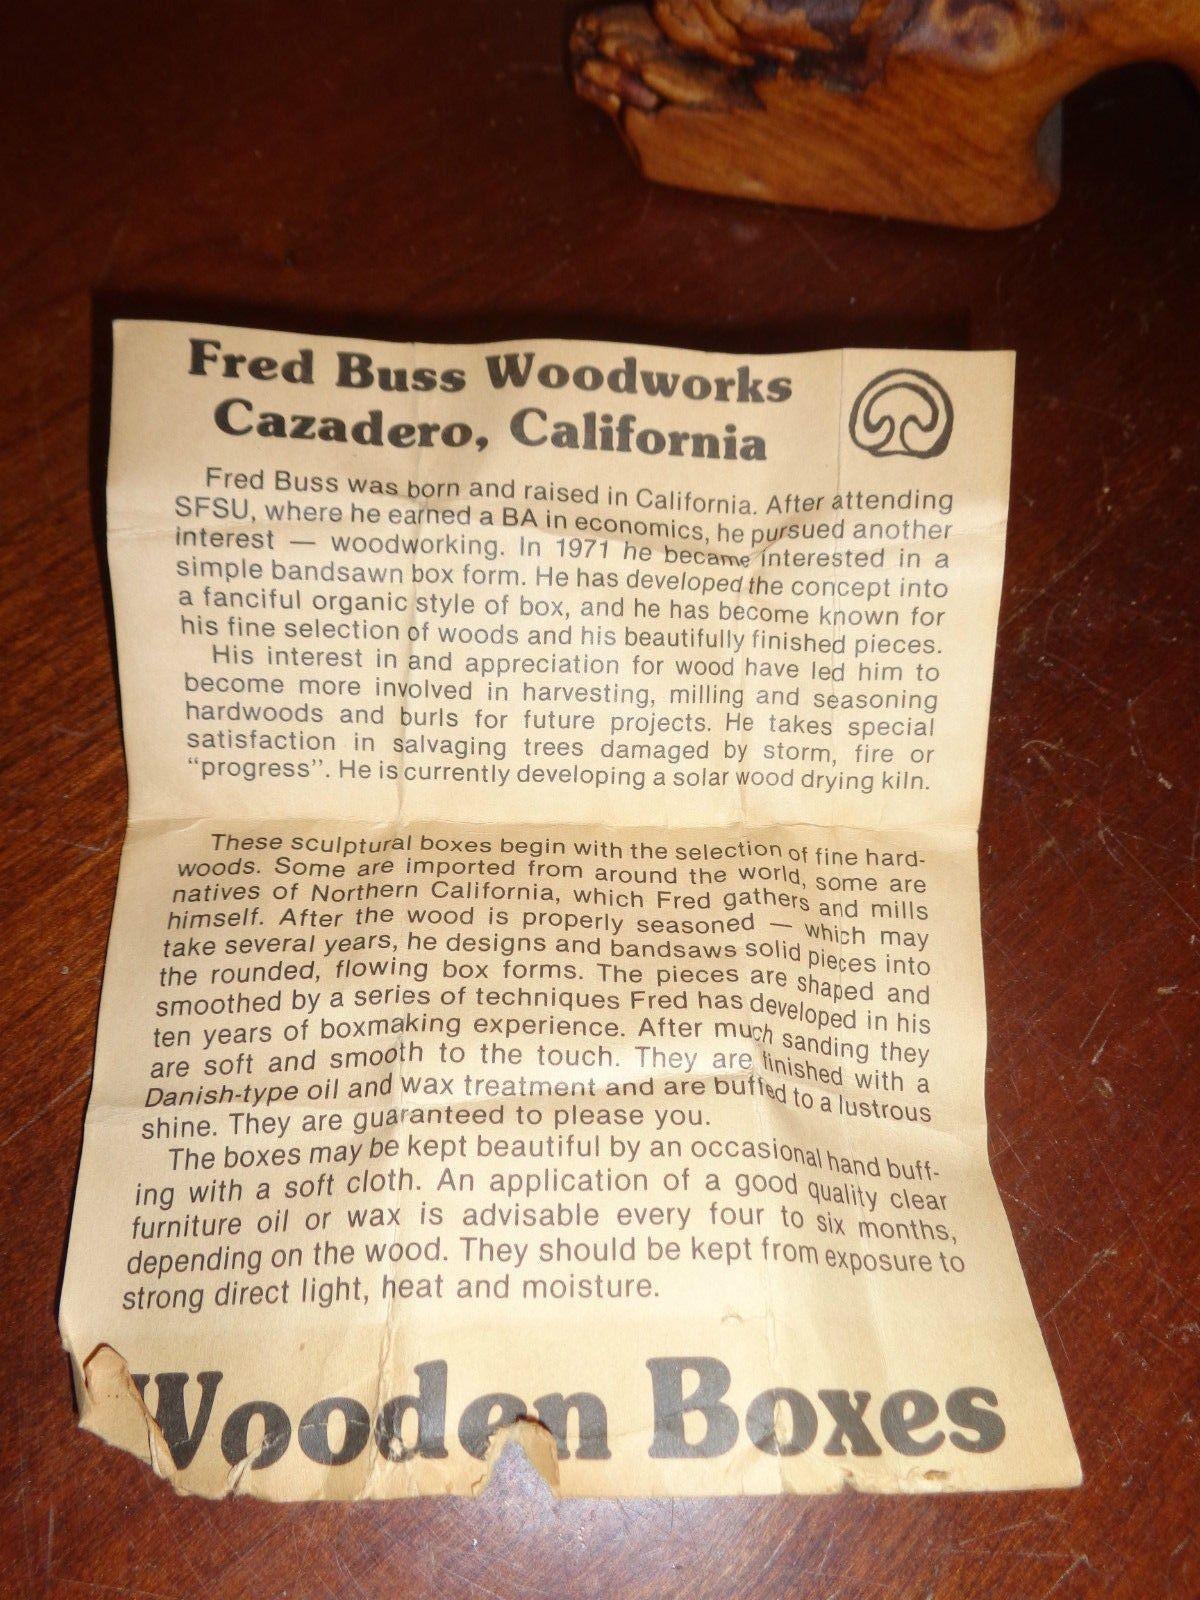 Fred Buss Woodworks
Cazadero, California
Fred Buss was born and raised in California. After attending
SFSU, where he earned a BA in economics, he pursued another
interest — woodworking. In 1971 he became interested in a
simple bandsawn box form. He has developed the concept into
a fanciful organic style of box, and he has become known for
his fine selection of woods and his beautifully finished pieces.
His interest in and appreciation for wood have led him to
become more involved in harvesting, milling and seasoning
hardwoods and burls for future projects. He takes special
satisfaction in salvaging trees damaged by storm, fire or
“progress”. He is currently developing a solar wood drying kiln.
These sculptural boxes begin with the selection of fine hard-
woods. Some are imported from around the world, some are
natives of Northern California, which Fred gathers and mills
himself. After the wood is properly seasoned — which may
take several years, he designs and bandsaws solid pieces into
the rounded, flowing box forms. The pieces are shaped and
smoothed by a series of techniques Fred has developed in his
ten years of boxmaking experience. After much sanding they
are soft and smooth to the touch. They are finished with a
Danish-type oil and wax treatment and are buffed to a lustrous
shine. They are guaranteed to please you.
The boxes may be kept beautiful by an occasional hand buff-
ing with a soft cloth. An application of a good quality clear
furniture oil or wax is advisable every four to six months,
depending on the wood. They should be kept from exposure to
strong direct light, heat and moisture.
Wooden Boxes